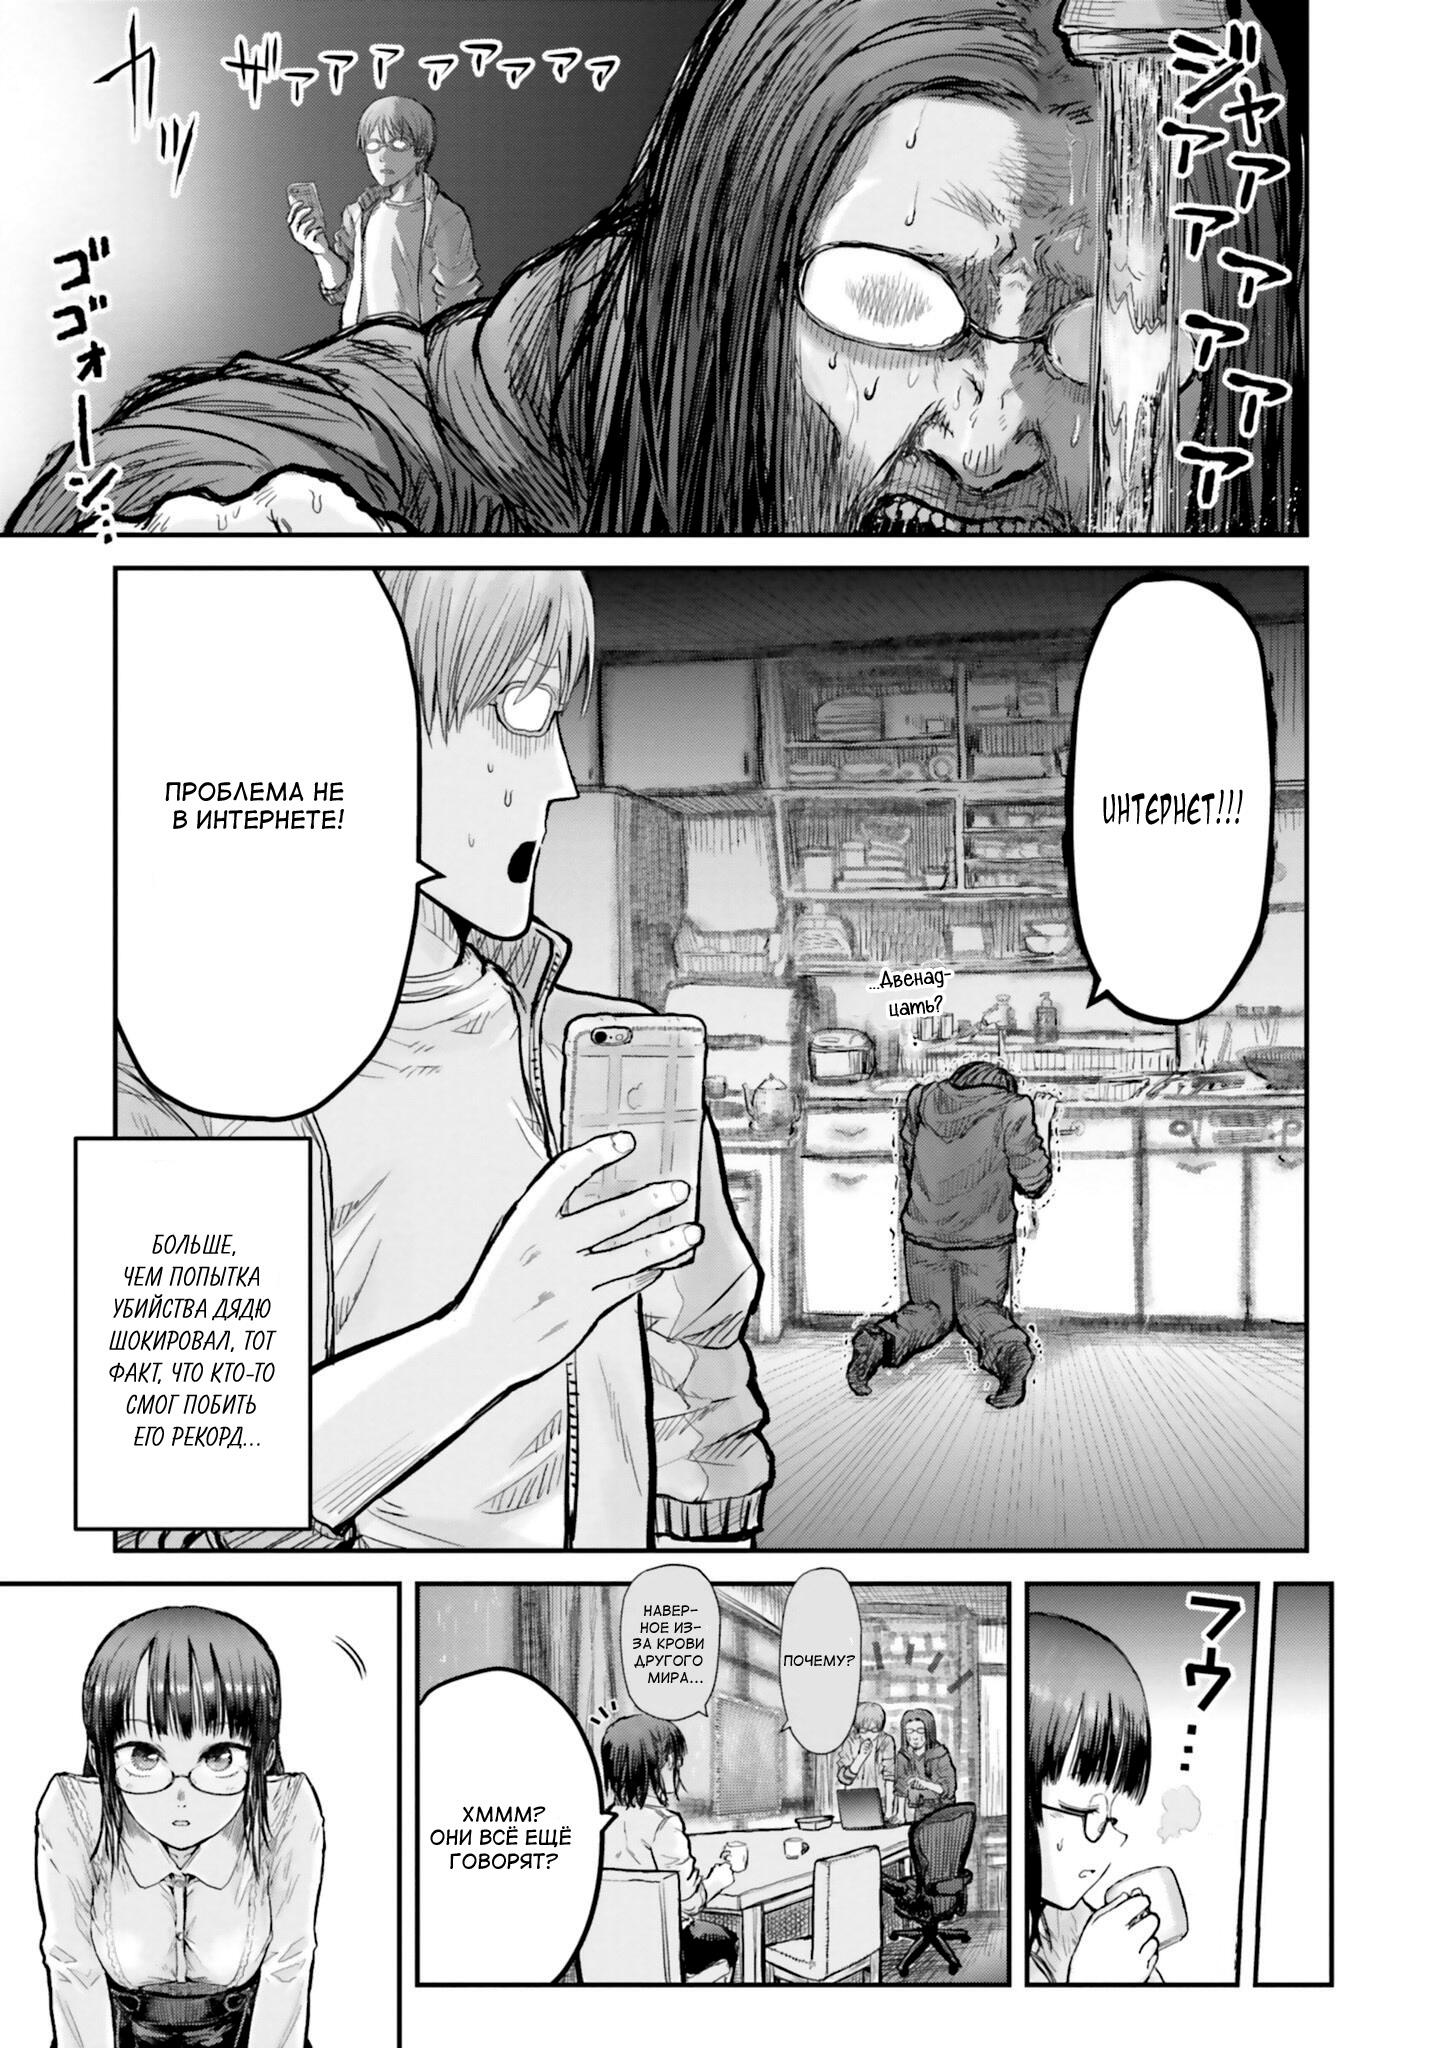 ジャアアアアアアア
ザアアアアアアアア
カッ
ゴゴゴォーン…
ИНТЕРНЕТ!!!
...Двенад-
цать?
ПРОБЛЕМА НЕ
В ИНТЕРНЕТЕ!
БОЛЬШЕ,
ЧЕМ ПОПЫТКА
УБИЙСТВА ДЯДЮ
ШОКИРОВАЛ, ТОТ
ФАКТ, ЧТО КТО-ТО
СМОГ ПОБИТЬ
ЕГО РЕКОРД...
フウ…
ПОЧЕМУ?
НАВЕР-
НОЕ ИЗ-
ЗА КРОВИ
ДРУГОГО
МИРА...
ХМММ?
ОНИ ВСЁ ЕЩЁ
ГОВОРЯТ?